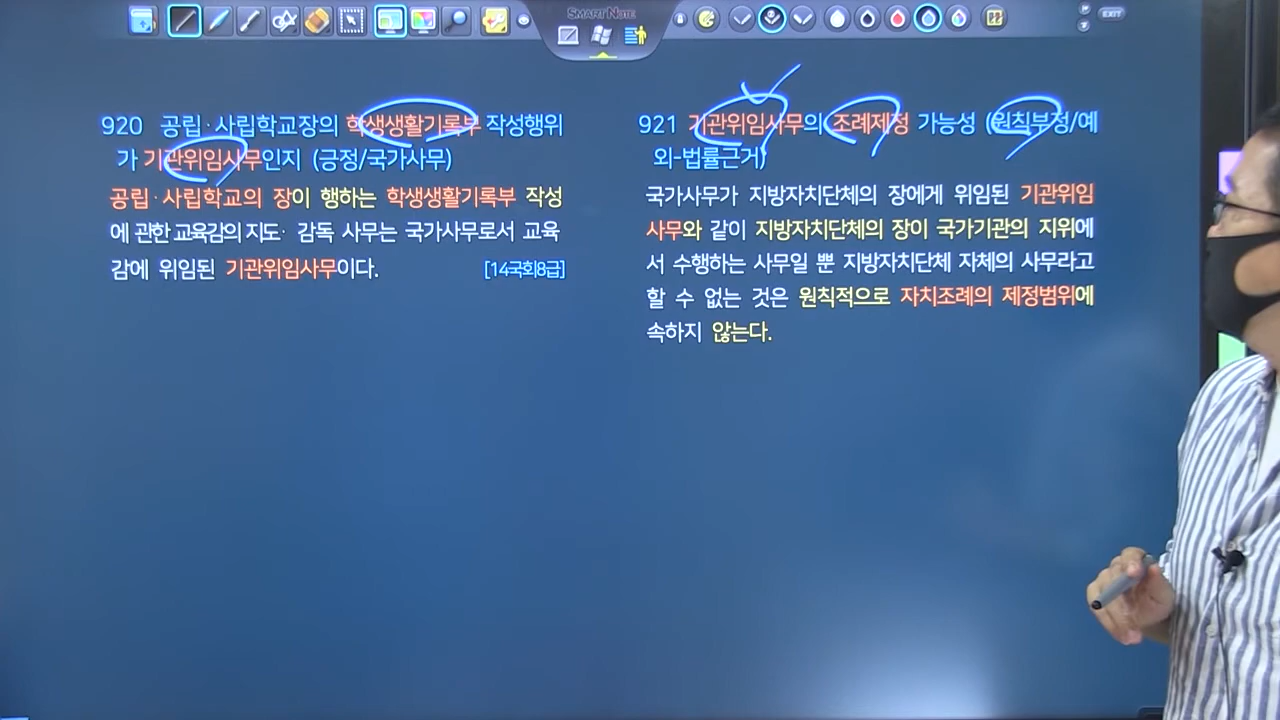 SMART NOTE
EXIT
920 공립·사립학교장의 학생생활기록부 작성행위
가 기관위임사무인지 (긍정/국가사무)
공립·사립학교의 장이 행하는 학생생활기록부 작성
에 관한 교육감의 지도· 감독 사무는 국가사무로서 교육
감에 위임된 기관위임사무이다. [14국회8급]
921 기관위임사무의 조례제정 가능성 (원칙부정/예
외-법률근거)
국가사무가 지방자치단체의 장에게 위임된 기관위임
사무와 같이 지방자치단체의 장이 국가기관의 지위에
서 수행하는 사무일 뿐 지방자치단체 자체의 사무라고
할 수 없는 것은 원칙적으로 자치조례의 제정범위에
속하지 않는다.